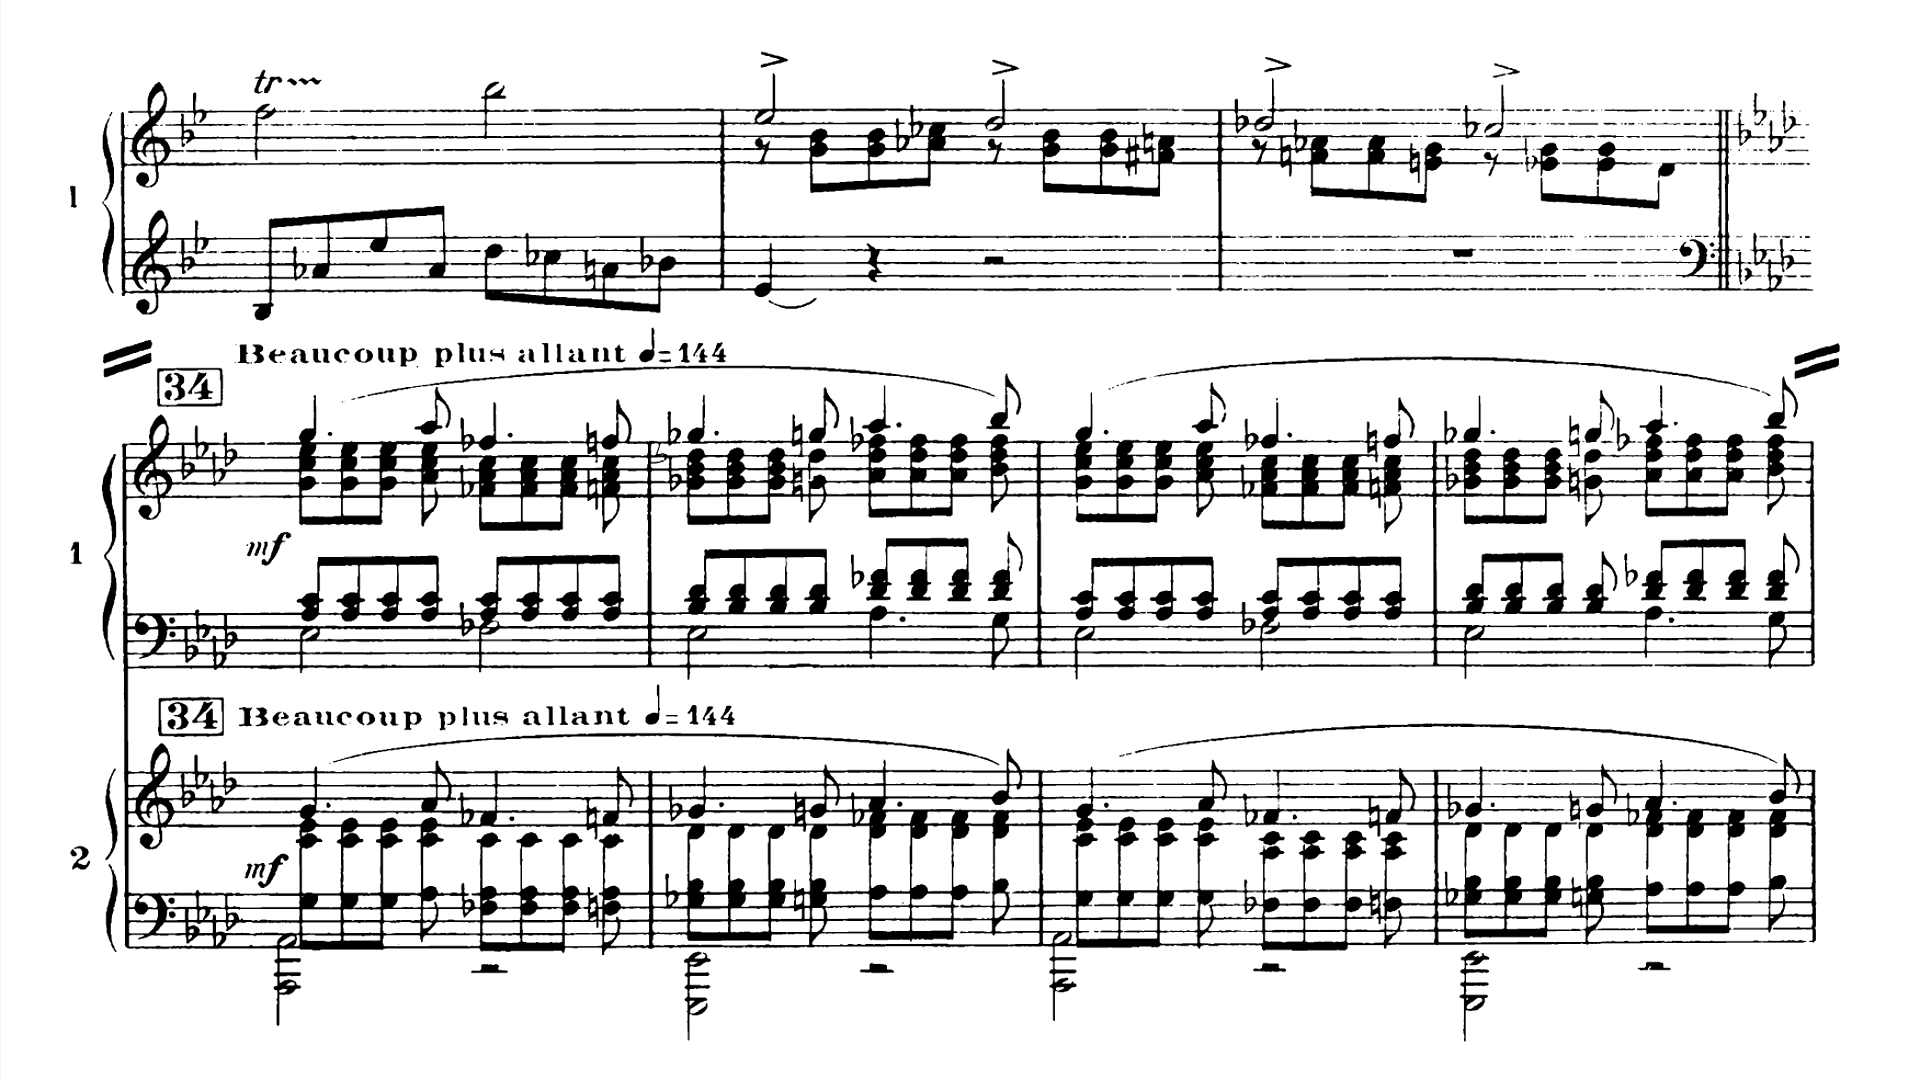 tr
1
Beaucoup plus allant ♩=144
34
mf
1
34 Beaucoup plus allant ♩=144
mf
2